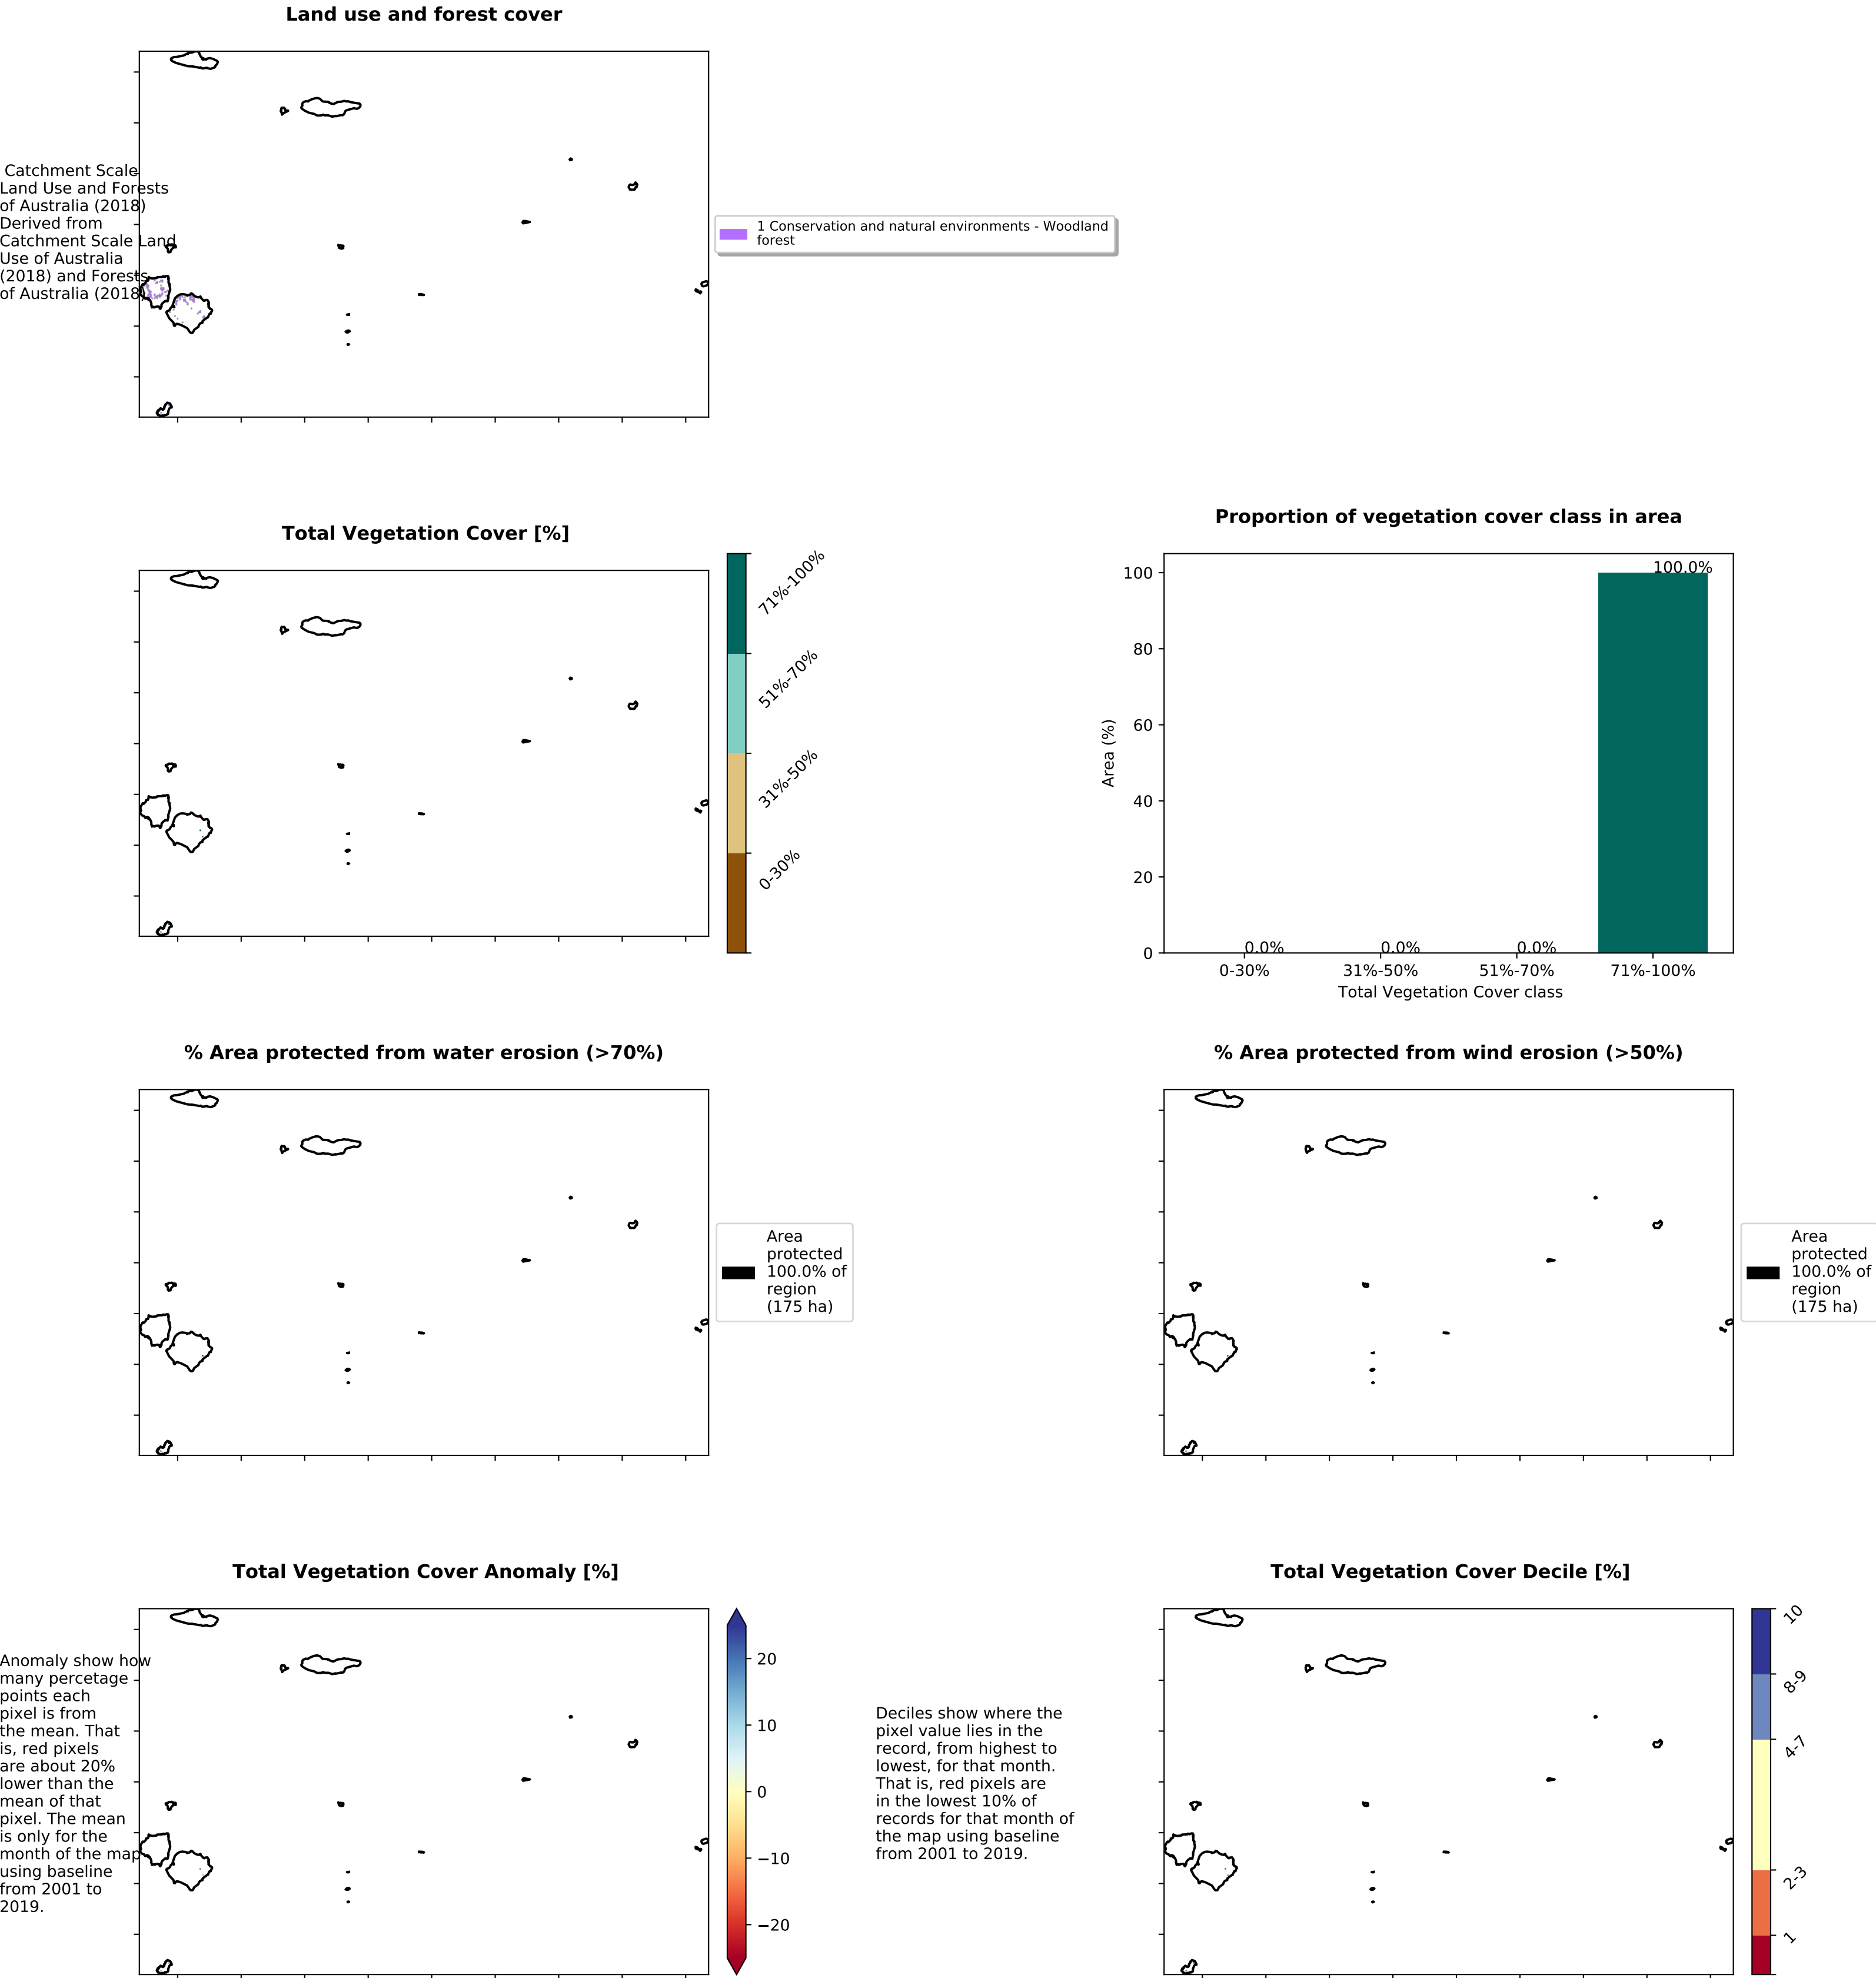 Land use and forest cover
Catchment Scale
Land Use and Forests
of Australia (2018)
Derived from
Catchment Scale Land
Use of Australia
(2018) and Forests
of Australia (2018)
1 Conservation and natural environments - Woodland
forest
Total Vegetation Cover [%]
71%-100%
51%-70%
31%-50%
0-30%
Proportion of vegetation cover class in area
100
80
60
40
20
0
Area (%)
0.0%
0.0%
0.0%
100.0%
0-30%
31%-50%
51%-70%
71%-100%
Total Vegetation Cover class
% Area protected from water erosion (>70%)
Area
protected
100.0% of
region
(175 ha)
% Area protected from wind erosion (>50%)
Area
protected
100.0% of
region
(175 ha)
Total Vegetation Cover Anomaly [%]
Anomaly show how
many percetage
points each
pixel is from
the mean. That
is, red pixels
are about 20%
lower than the
mean of that
pixel. The mean
is only for the
month of the map
using baseline
from 2001 to
2019.
20
10
0
−10
−20
Total Vegetation Cover Decile [%]
Deciles show where the
pixel value lies in the
record, from highest to
lowest, for that month.
That is, red pixels are
in the lowest 10% of
records for that month of
the map using baseline
from 2001 to 2019.
10
8-9
4-7
2-3
1